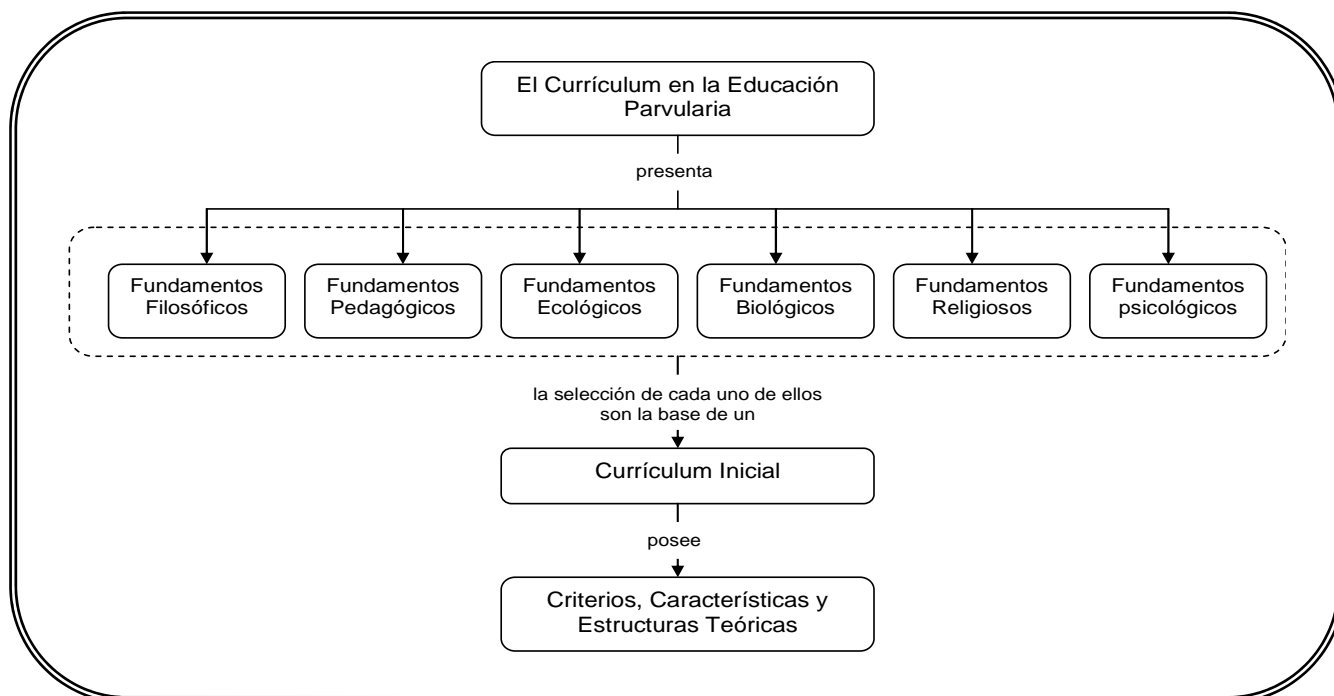 El Currículum en la Educación
Parvularia
presenta
Fundamentos
Filosóficos
Fundamentos
Pedagógicos
Fundamentos
Ecológicos
Fundamentos
Biológicos
Fundamentos
Religiosos
Fundamentos
psicológicos
la selección de cada uno de ellos
son la base de un
Currículum Inicial
posee
Criterios, Características y
Estructuras Teóricas